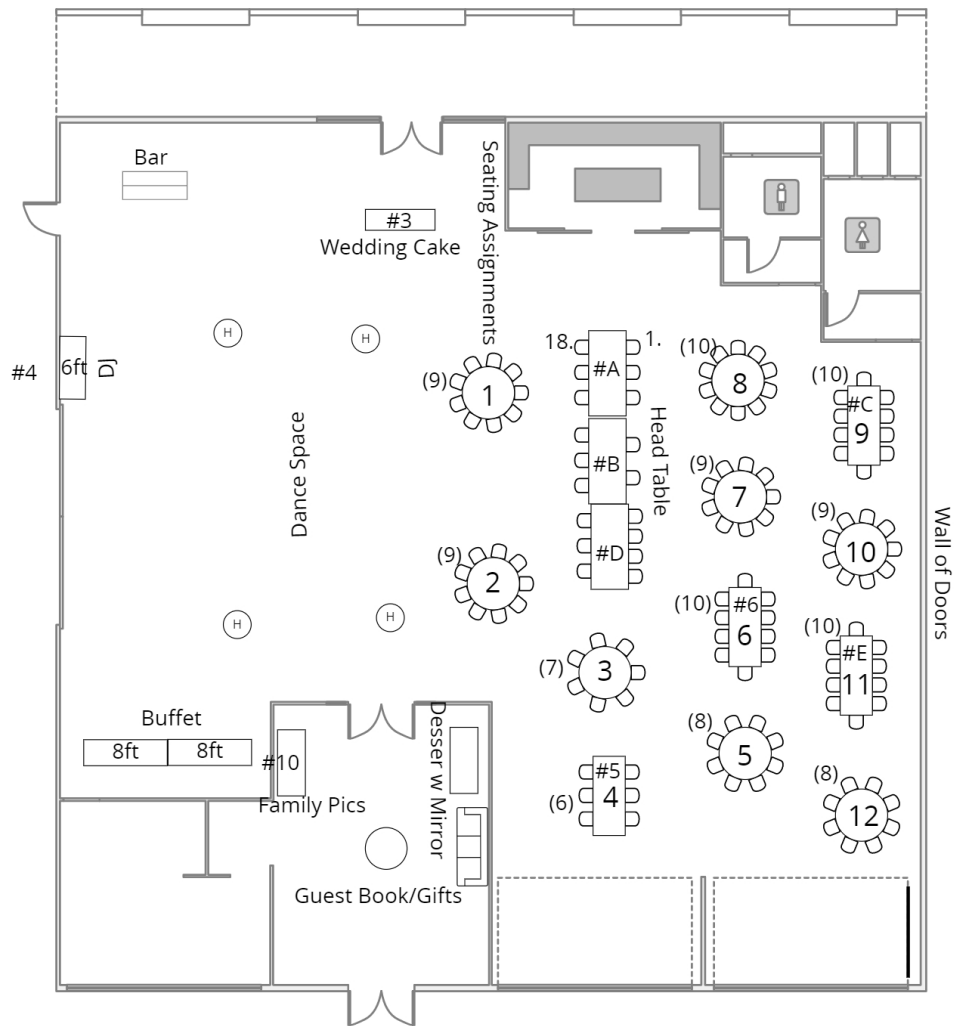 Bar
#3
Wedding Cake
Seating Assignments
H
H
#4
6ft
DJ
Dance Space
(9)
1
18.
1.
#A
#B
#D
Head Table
(10)
8
(10)
#C
9
(9)
7
(9)
10
Wall of Doors
(9)
2
(10)
#6
6
(10)
#E
11
H
H
(7)
3
(8)
5
Buffet
8ft
8ft
#10
Family Pics
Desser w Mirror
#5
4
(6)
(8)
12
Guest Book/Gifts